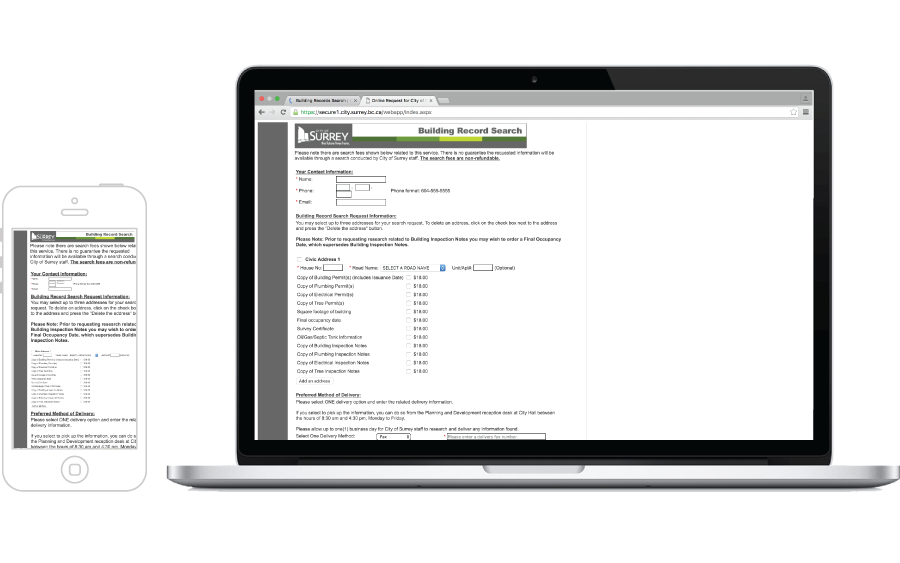 Building Record Search
SURREY
Please note there are search fees shown below related
this service. There is no guarantee the requested
information will be available through a search condu
City of Surrey staff. The search fees are non-refun
Your Contact Information:
Building Record Search Request Information:
You may select up to three addresses for your search
request. To delete an address, click on the check box
to the address and press the "Delete the address" b
Please Note: Prior to requesting research related
Building Inspection Notes you may wish to orde
Final Occupancy Date, which supersedes Buildin
Inspection Notes.
Preferred Method of Delivery:
Please select ONE delivery option and enter the rela
delivery information.
If you select to pick up the information, you can do s
the Planning and Development reception desk at City
between the hours of 8:30 am and 4:30 pm, Monday
Building Records Search
Online Request for City of
https://secure1.city.surrey.bc.ca/webapp/index.aspx
SURREY
Building Record Search
Please note there are search fees shown below related to this service. There is no guarantee the requested information will be
available through a search conducted by City of Surrey staff. The search fees are non-refundable.
Your Contact Information:
* Name:
* Phone: - - Phone format: 604-555-5555
* Email:
Building Record Search Request Information:
You may select up to three addresses for your search request. To delete an address, click on the check box next to the address
and press the "Delete the address" button.
Please Note: Prior to requesting research related to Building Inspection Notes you may wish to order a Final Occupancy
Date, which supersedes Building Inspection Notes.
Civic Address 1
* House No: * Road Name: SELECT A ROAD NAME Unit/Apt#: (Optional)
Copy of Building Permit(s) (includes Issuance Date) $18.00
Copy of Plumbing Permit(s) $18.00
Copy of Electrical Permit(s) $18.00
Copy of Tree Permit(s) $18.00
Square footage of building $18.00
Final occupancy date $18.00
Survey Certificate $18.00
Oil/Gas/Septic Tank Information $18.00
Copy of Building Inspection Notes $18.00
Copy of Plumbing Inspection Notes $18.00
Copy of Electrical Inspection Notes $18.00
Copy of Tree Inspection Notes $18.00
Add an address
Preferred Method of Delivery:
Please select ONE delivery option and enter the related delivery information.
If you select to pick up the information, you can do so from the Planning and Development reception desk at City Hall between
the hours of 8:30 am and 4:30 pm, Monday to Friday.
Please allow up to one(1) business day for City of Surrey staff to research and deliver any information found.
Select One Delivery Method: Fax * Please enter a delivery fax number